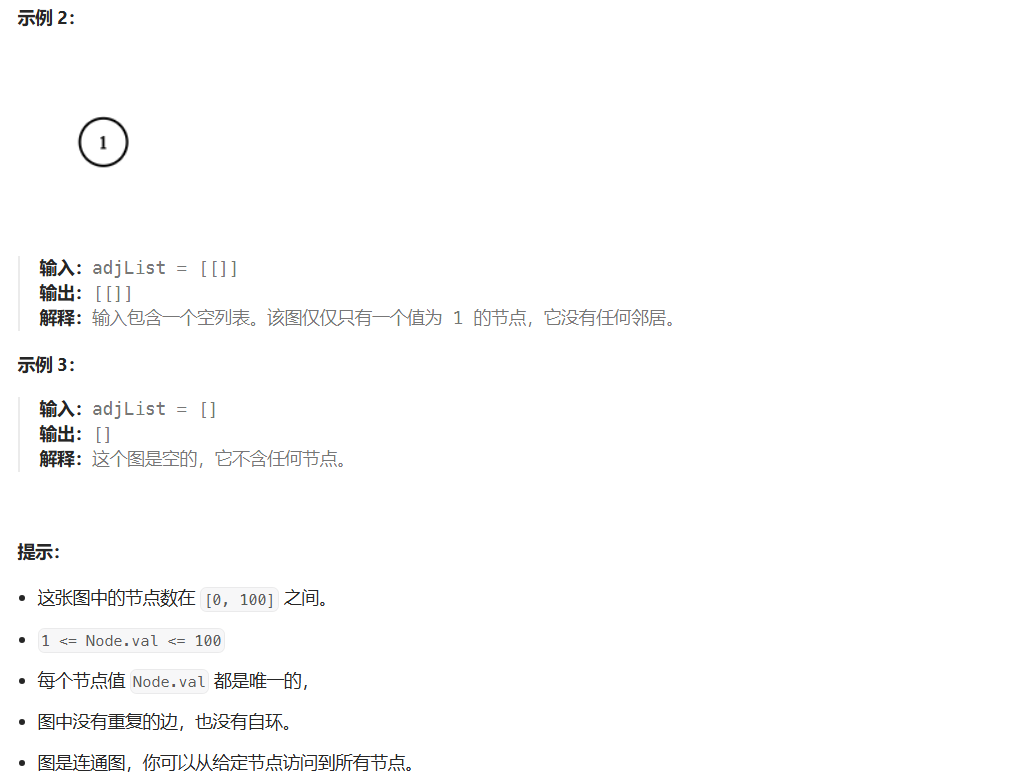 示例 2：
1
输入：adjList = [[]]
输出：[[]]
解释：输入包含一个空列表。该图仅仅只有一个值为 1 的节点，它没有任何邻居。
示例 3：
输入：adjList = []
输出：[]
解释：这个图是空的，它不含任何节点。
提示：
这张图中的节点数在 [0, 100] 之间。
1 <= Node.val <= 100
每个节点值 Node.val 都是唯一的，
图中没有重复的边，也没有自环。
图是连通图，你可以从给定节点访问到所有节点。